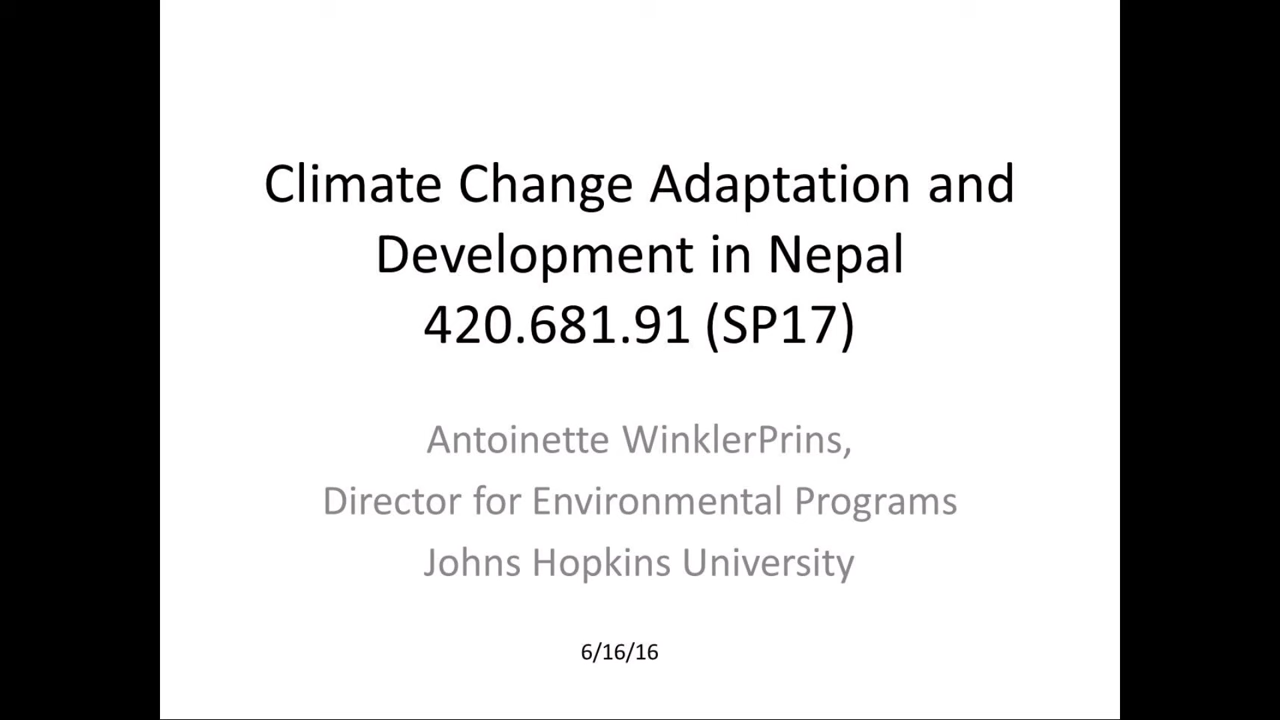 Climate Change Adaptation and
Development in Nepal
420.681.91 (SP17)
Antoinette WinklerPrins,
Director for Environmental Programs
Johns Hopkins University
6/16/16